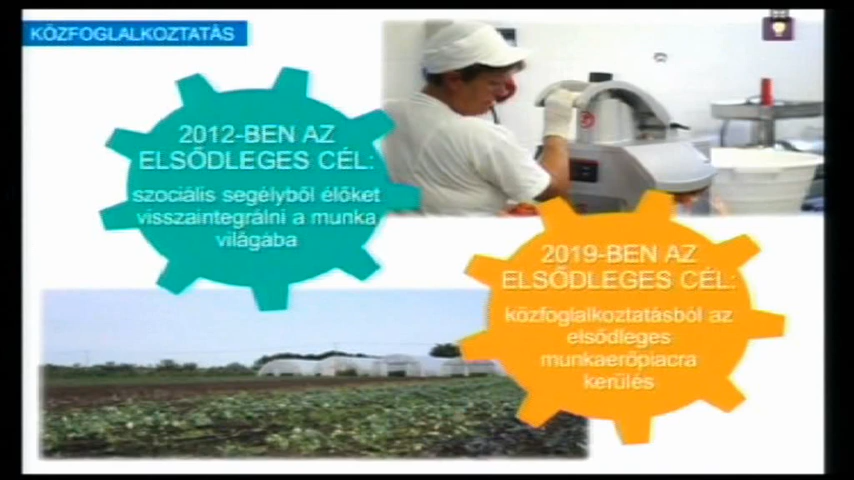 KÖZFOGLALKOZTATÁS
2012-BEN AZ
ELSŐDLEGES CÉL:
szociális segélyből élőket
visszaintegrálni a munka
világába
2019-BEN AZ
ELSŐDLEGES CÉL:
közfoglalkoztatásból az
elsődleges
munkaerőpiacra
kerülés